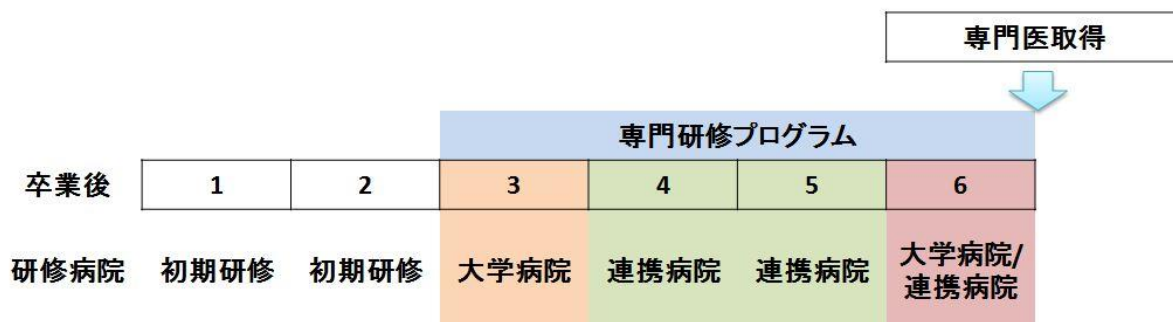 専門医取得
専門研修プログラム
卒業後 1 2 3 4 5 6
研修病院 初期研修 初期研修 大学病院 連携病院 連携病院 大学病院/
連携病院